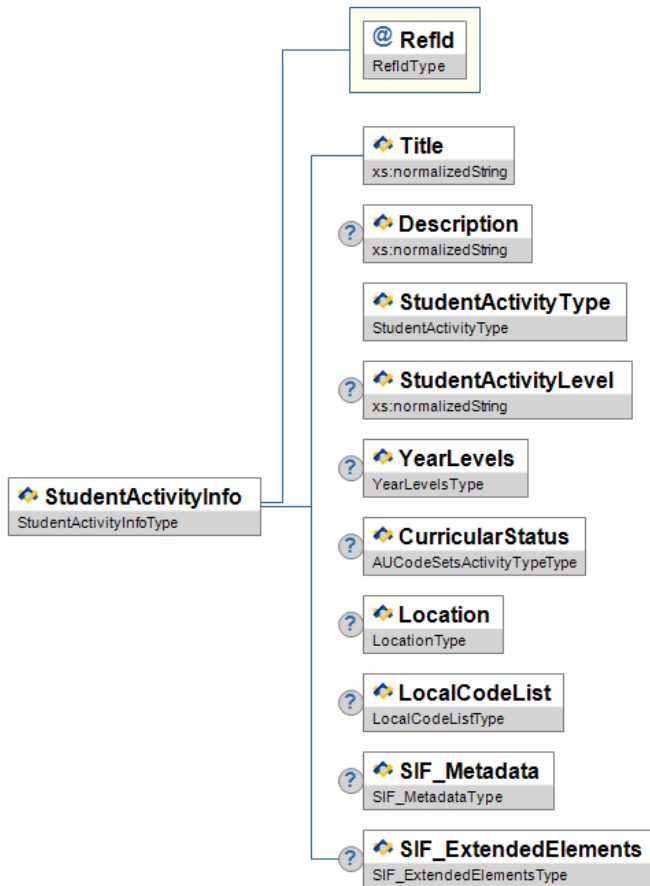 @ RefId
RefIdType
Title
xs:normalizedString
? Description
xs:normalizedString
StudentActivityType
StudentActivityType
? StudentActivityLevel
xs:normalizedString
? YearLevels
YearLevelsType
StudentActivityInfo
StudentActivityInfoType
? CurricularStatus
AUCodeSetsActivityTypeType
? Location
LocationType
? LocalCodeList
LocalCodeListType
? SIF_Metadata
SIF_MetadataType
? SIF_ExtendedElements
SIF_ExtendedElementsType